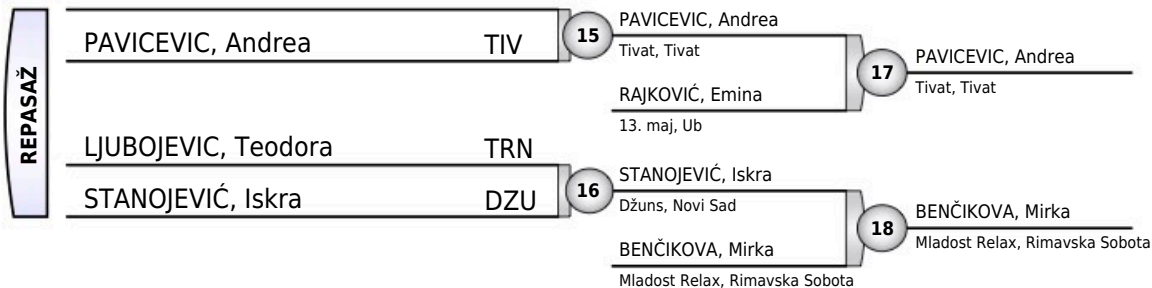 REPASAŽ
PAVICEVIC, Andrea TIV
LJUBOJEVIC, Teodora TRN
STANOJEVIĆ, Iskra DZU
15
PAVICEVIC, Andrea
Tivat, Tivat
RAJKOVIĆ, Emina
13. maj, Ub
16
STANOJEVIĆ, Iskra
Džuns, Novi Sad
BENČIKOVA, Mirka
Mladost Relax, Rimavska Sobota
17
PAVICEVIC, Andrea
Tivat, Tivat
18
BENČIKOVA, Mirka
Mladost Relax, Rimavska Sobota